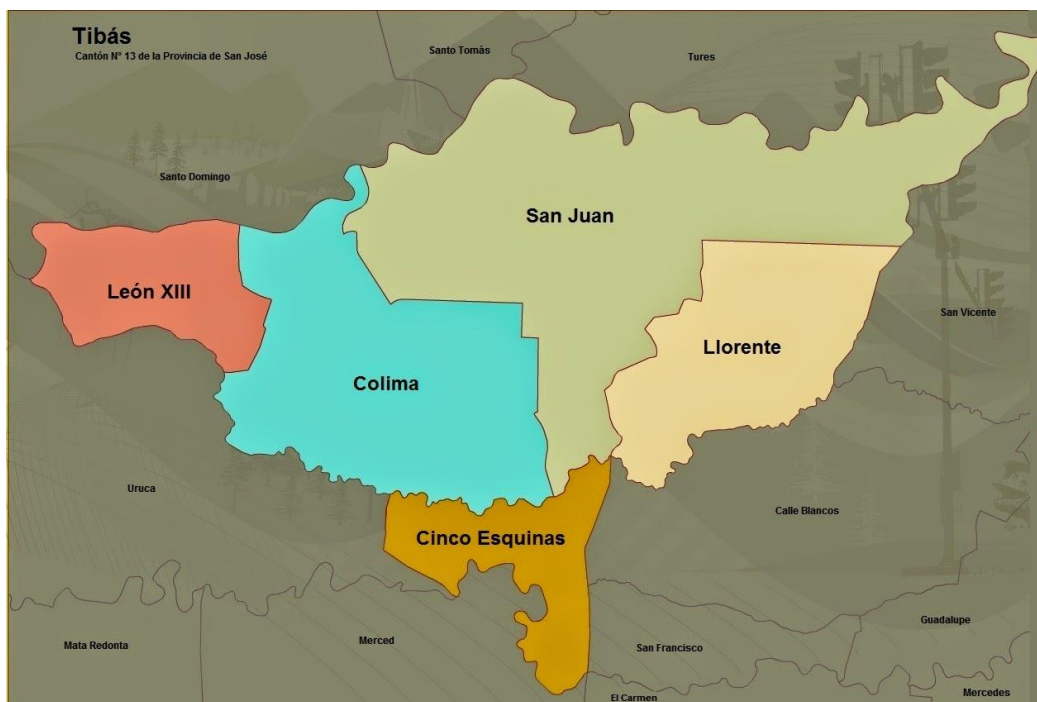 Tibás
Cantón N° 13 de la Provincia de San José
Santo Tomás
Tures
Santo Domingo
San Juan
León XIII
San Vicente
Llorente
Colima
Uruca
Calle Blancos
Cinco Esquinas
Guadalupe
Mata Redonta
Merced
San Francisco
El Carmen
Mercedes